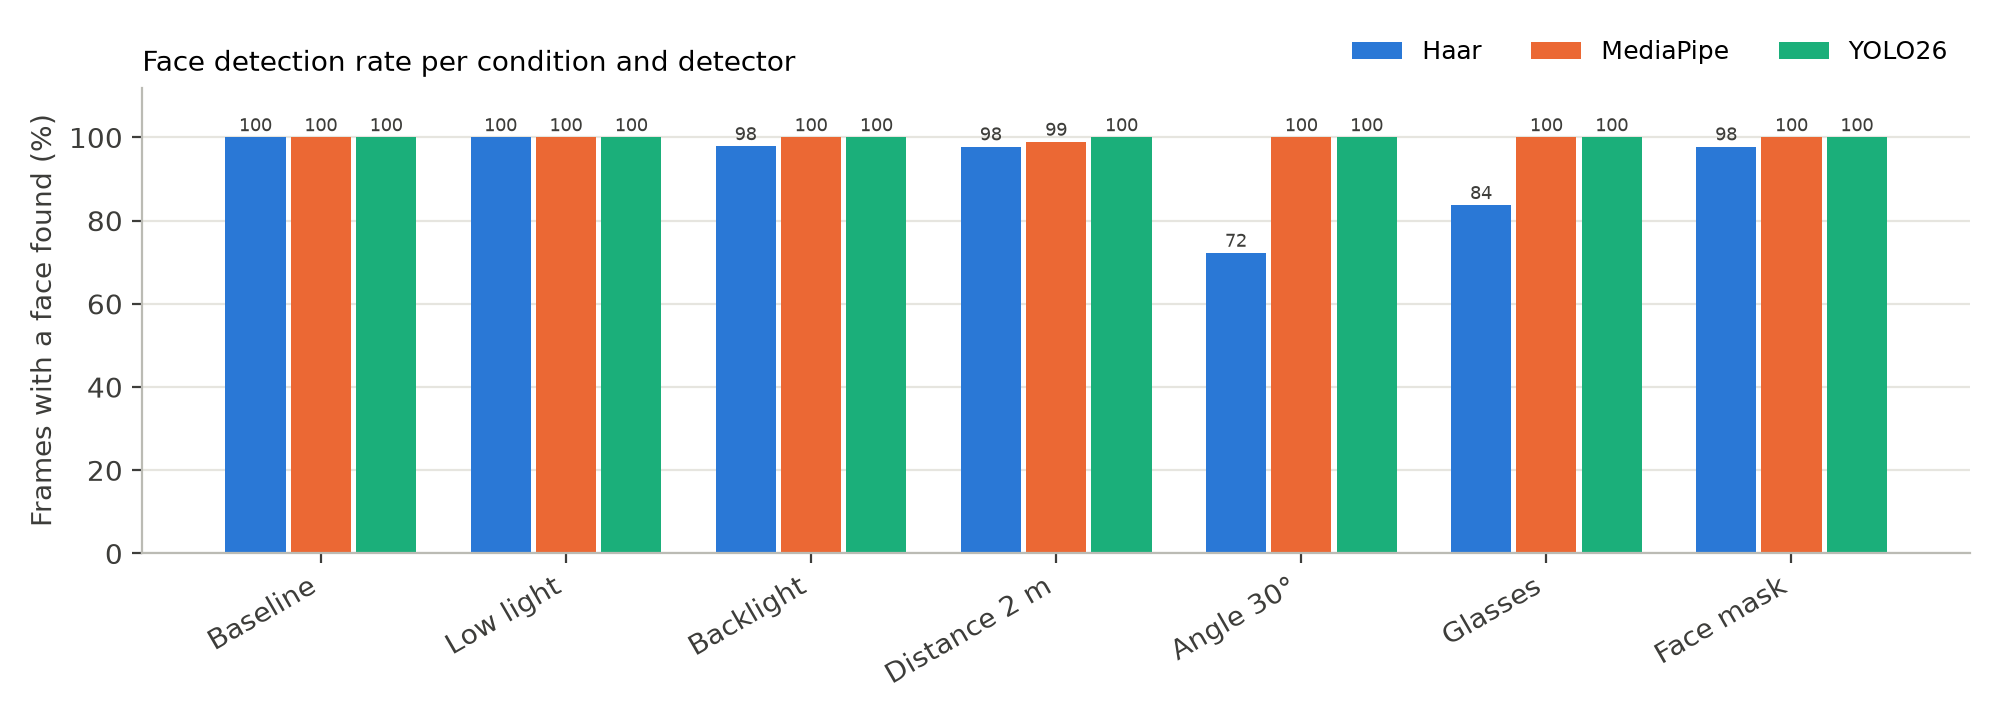 Face detection rate per condition and detector
Haar
MediaPipe
YOLO26
Frames with a face found (%)
100
80
60
40
20
0
100 100 100
100 100 100
98 100 100
98 99 100
72 100 100
84 100 100
98 100 100
Baseline
Low light
Backlight
Distance 2 m
Angle 30°
Glasses
Face mask